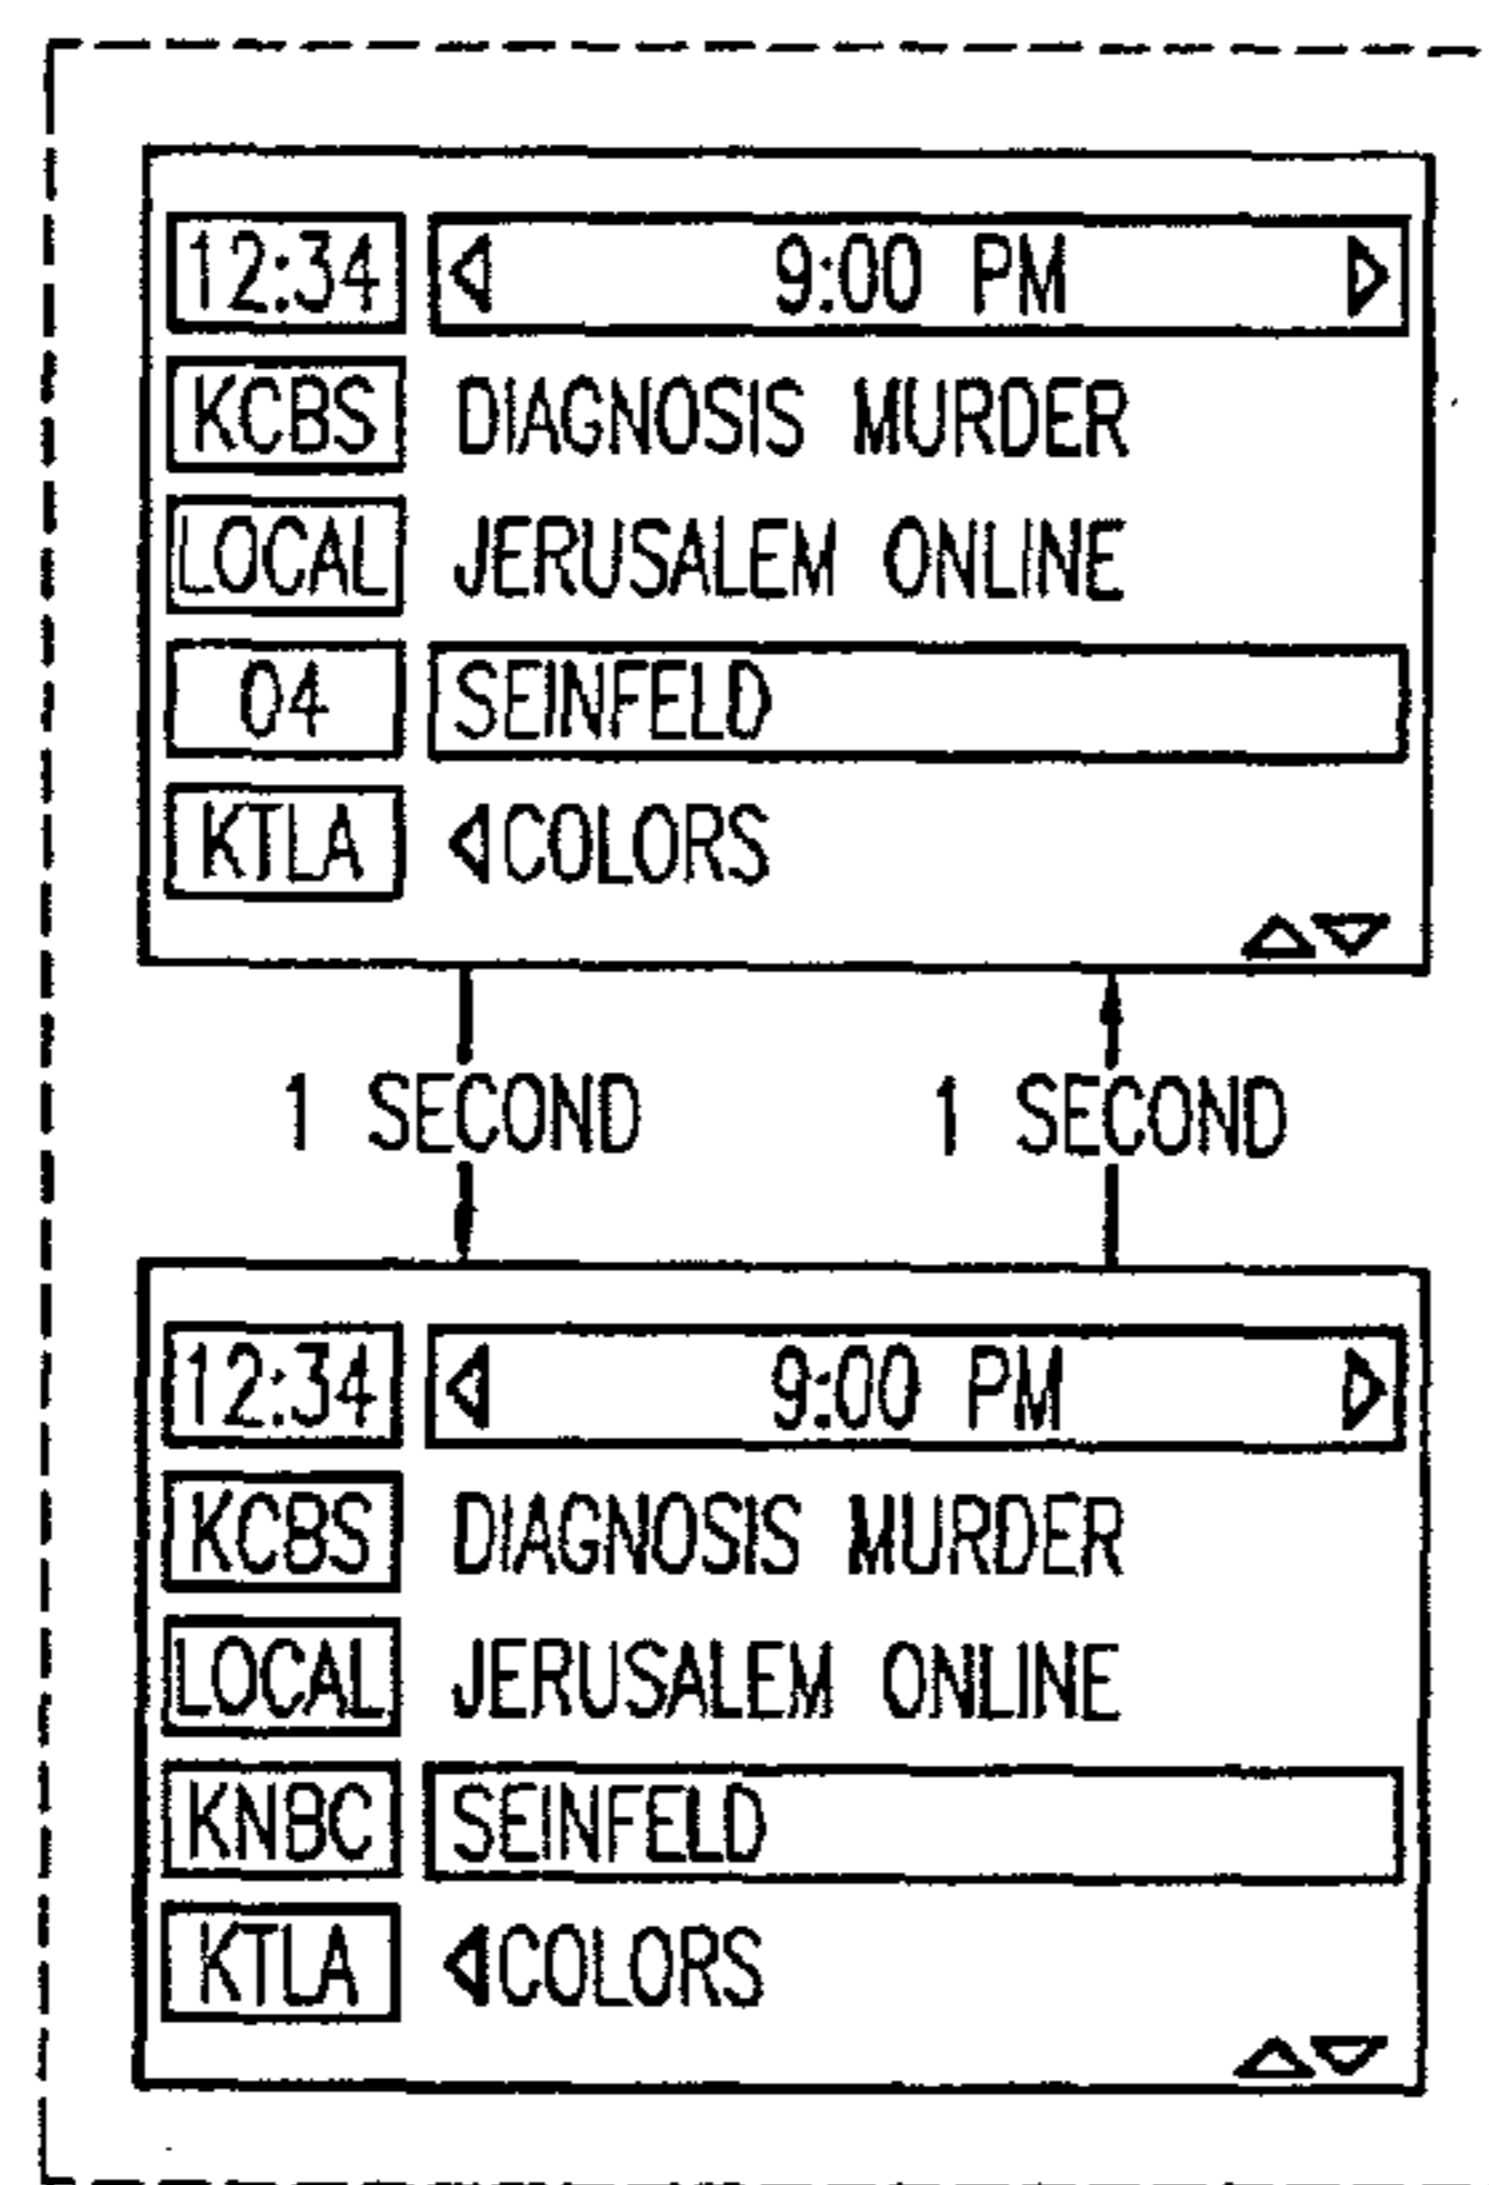 12:34 9:00 PM
KCBS DIAGNOSIS MURDER
LOCAL JERUSALEM ONLINE
04 SEINFELD
KTLA COLORS
1 SECOND 1 SECOND
12:34 9:00 PM
KCBS DIAGNOSIS MURDER
LOCAL JERUSALEM ONLINE
KNBC SEINFELD
KTLA COLORS